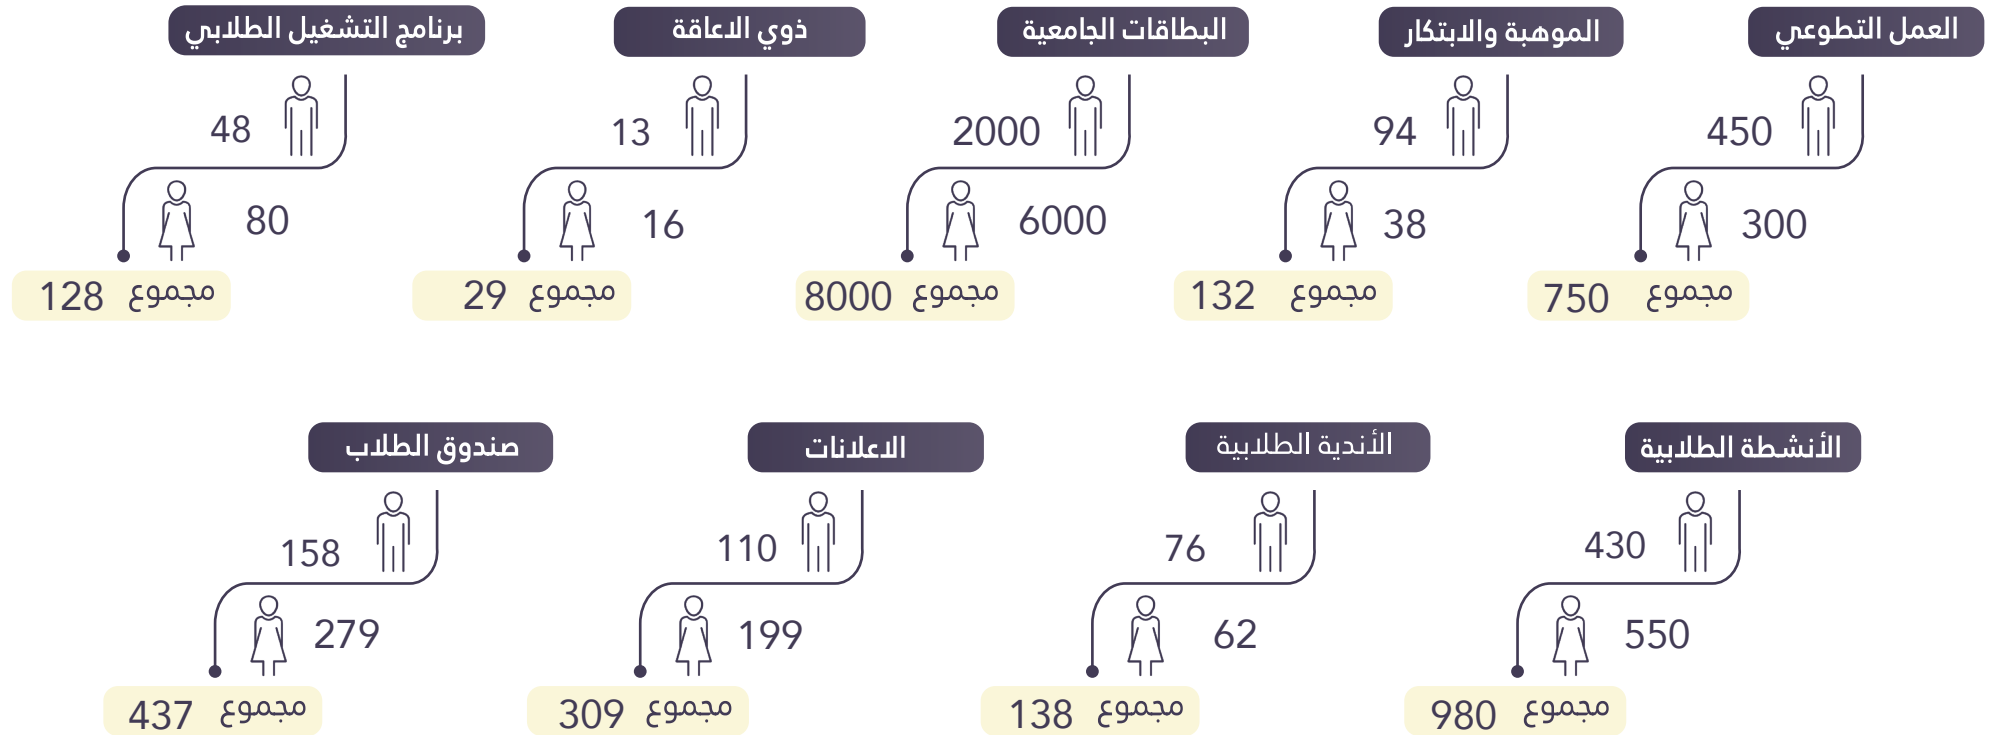 العمل التطوعي
450
300
مجموع 750
الموهبة والابتكار
94
38
مجموع 132
البطاقات الجامعية
2000
6000
مجموع 8000
ذوي الاعاقة
13
16
مجموع 29
برنامج التشغيل الطلابي
48
80
مجموع 128
الأنشطة الطلابية
430
550
مجموع 980
الأندية الطلابية
76
62
مجموع 138
الاعلانات
110
199
مجموع 309
صندوق الطلاب
158
279
مجموع 437